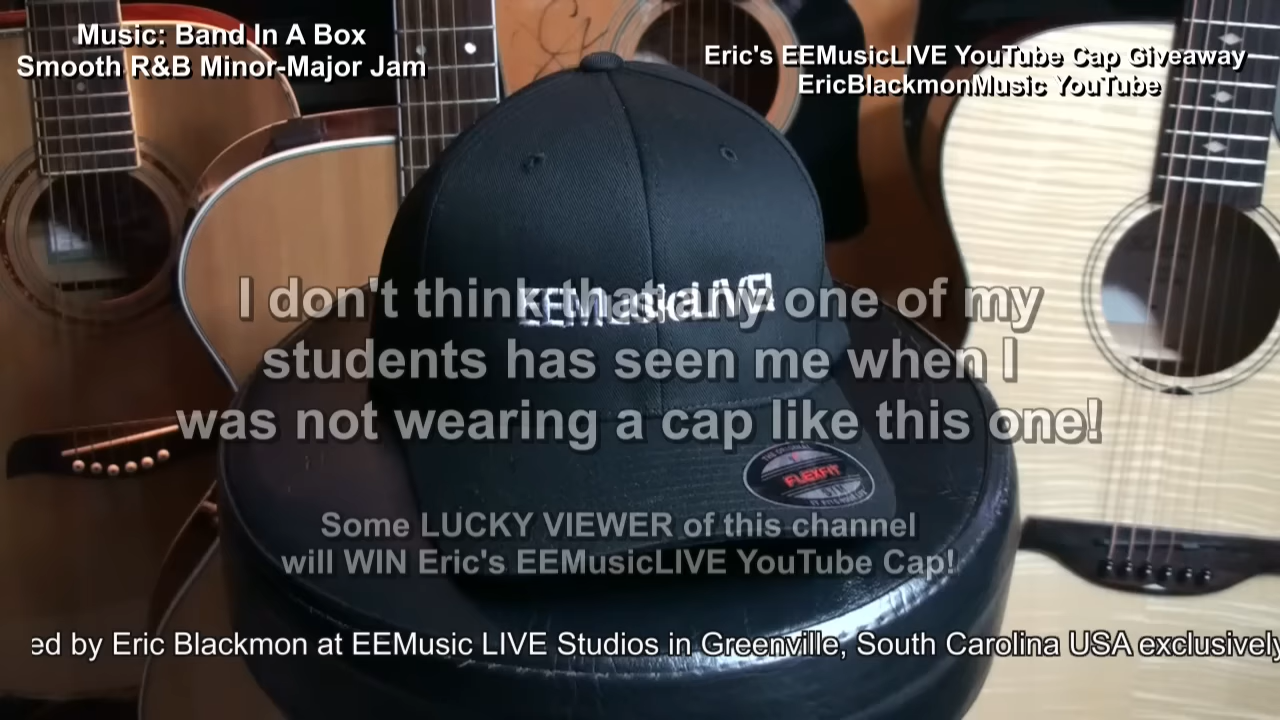 Music: Band In A Box
Smooth R&B Minor-Major Jam
Eric's EEMusicLIVE YouTube Cap Giveaway
EricBlackmonMusic YouTube
I don't think that any one of my
students has seen me when I
was not wearing a cap like this one!
EEMusicLIVE!
FLEXFIT
Some LUCKY VIEWER of this channel
will WIN Eric's EEMusicLIVE YouTube Cap!
ed by Eric Blackmon at EEMusic LIVE Studios in Greenville, South Carolina USA exclusively